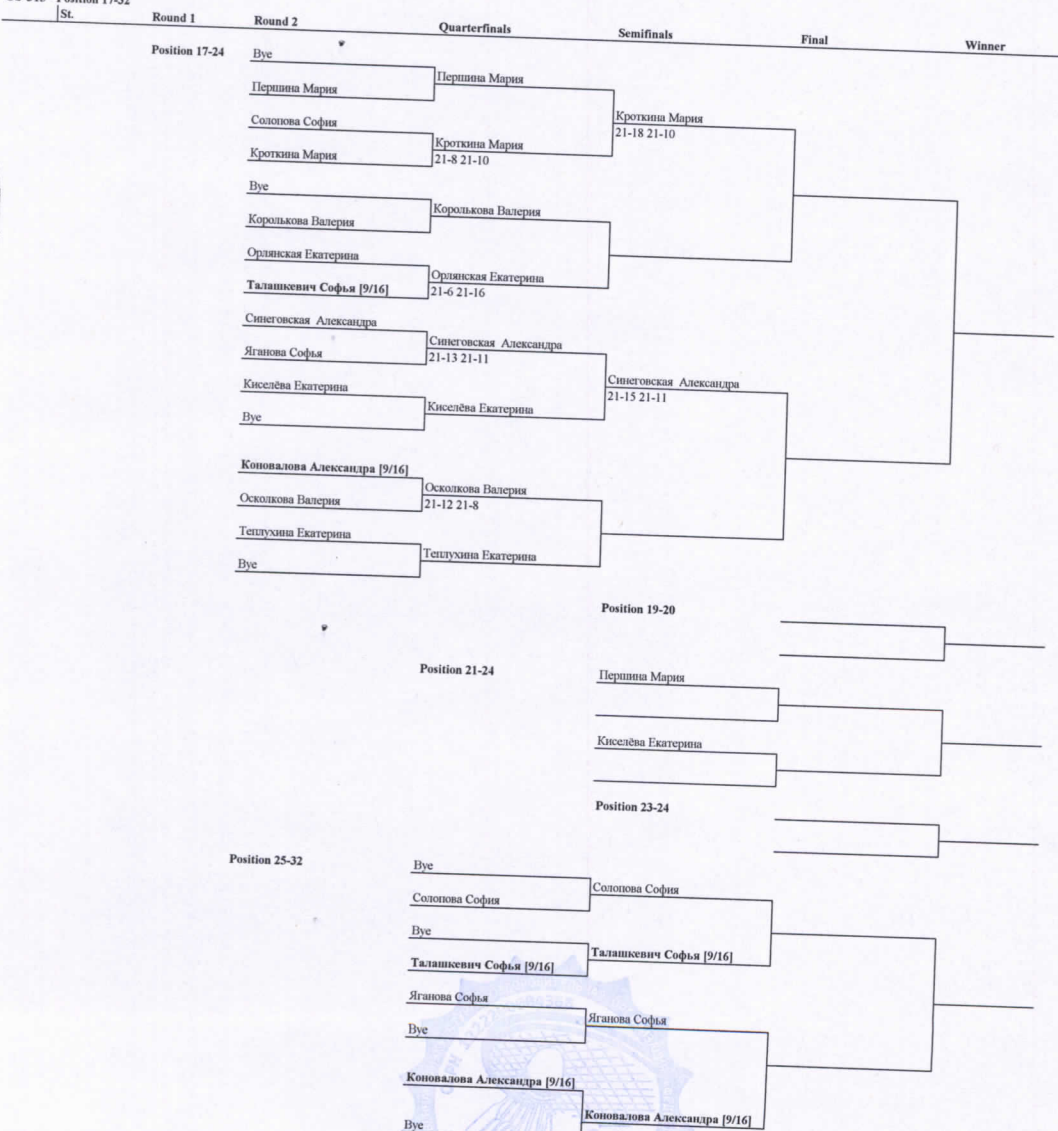 Position 17-32
St. Round 1 Round 2 Quarterfinals Semifinals Final Winner
Position 17-24
Bye
Першина Мария
Першина Мария
Солопова София
Кроткина Мария
Кроткина Мария
21-8 21-10
Кроткина Мария
21-18 21-10
Bye
Королькова Валерия
Королькова Валерия
Орлянская Екатерина
Талашкевич Софья [9/16]
Орлянская Екатерина
21-6 21-16
Синеговская Александра
Яганова Софья
Синеговская Александра
21-13 21-11
Киселёва Екатерина
Bye
Киселёва Екатерина
Синеговская Александра
21-15 21-11
Коновалова Александра [9/16]
Осколкова Валерия
Осколкова Валерия
21-12 21-8
Теплухина Екатерина
Bye
Теплухина Екатерина
Position 19-20
Position 21-24
Першина Мария
Киселёва Екатерина
Position 23-24
Position 25-32
Bye
Солопова София
Солопова София
Bye
Талашкевич Софья [9/16]
Талашкевич Софья [9/16]
Яганова Софья
Bye
Яганова Софья
Коновалова Александра [9/16]
Bye
Коновалова Александра [9/16]